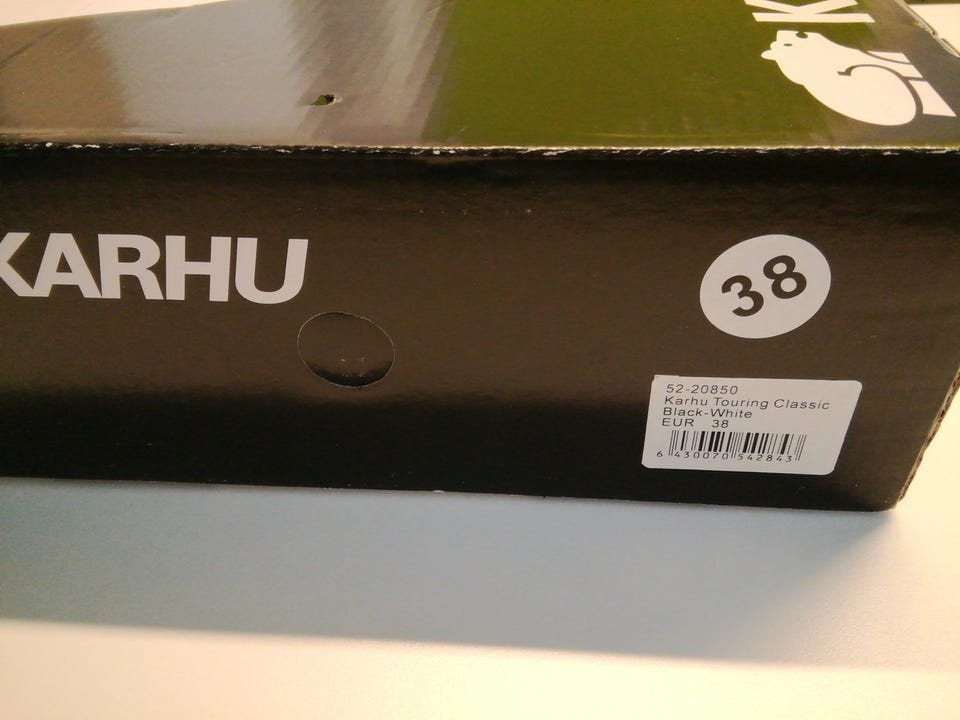 K
KARHU
38
52-20850
Karhu Touring Classic
Black-White
EUR 38
6 430070 542843